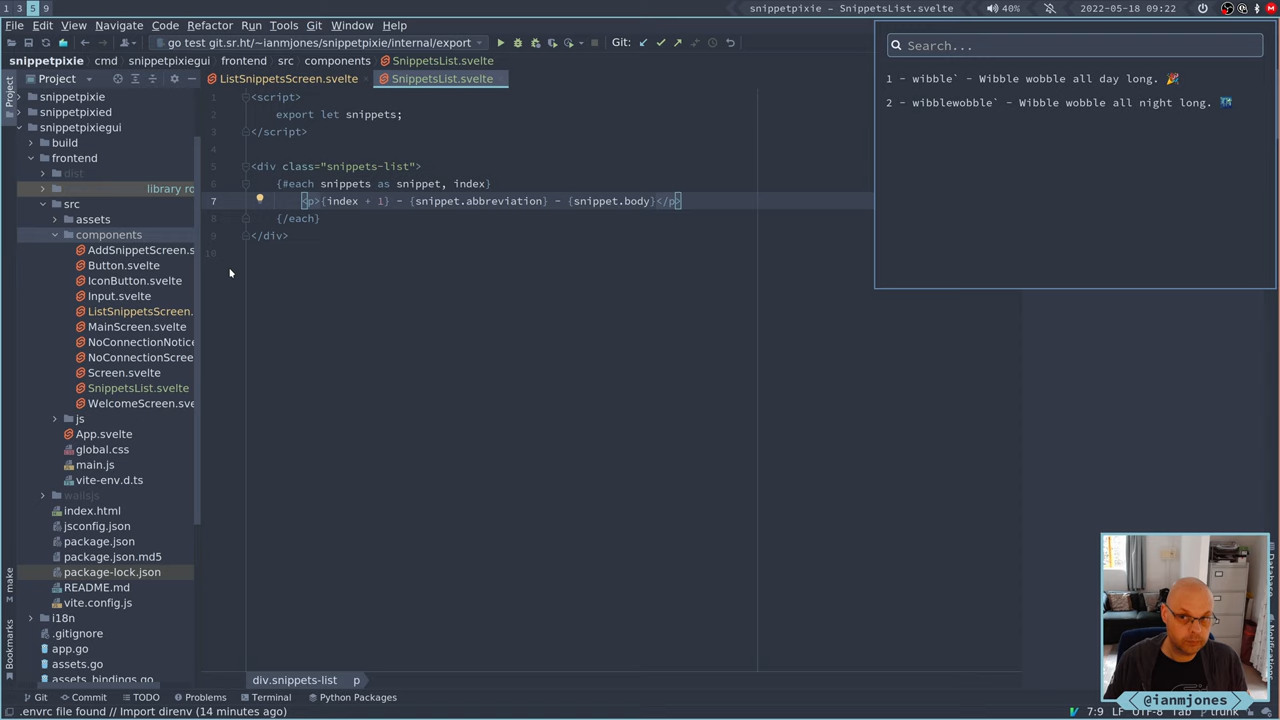 1 3 5 9
snippetpixie – SnippetsList.svelte
40%
2022-05-18 09:22
File Edit View Navigate Code Refactor Run Tools Git Window Help
go test git.sr.ht/~ianmjones/snippetpixie/internal/export
Git:
snippetpixie cmd snippetpixiegui frontend src components SnippetsList.svelte
Project
Project
ListSnippetsScreen.svelte
SnippetsList.svelte
snippetpixie
snippetpixied
snippetpixiegui
build
frontend
dist
library ro
src
assets
components
AddSnippetScreen.s
Button.svelte
IconButton.svelte
Input.svelte
ListSnippetsScreen.
MainScreen.svelte
NoConnectionNotice
NoConnectionScree
Screen.svelte
SnippetsList.svelte
WelcomeScreen.sve
js
App.svelte
global.css
main.js
vite-env.d.ts
wailsjs
index.html
jsconfig.json
package.json
package.json.md5
package-lock.json
README.md
vite.config.js
i18n
.gitignore
app.go
assets.go
assets_bindings.go
make
Bookmarks
1 <script>
2 export let snippets;
3 </script>
4
5 <div class="snippets-list">
6 {#each snippets as snippet, index}
7 <p>{index + 1} - {snippet.abbreviation} - {snippet.body}</p>
8 {/each}
9 </div>
10
Search...
1 - wibble` - Wibble wobble all day long. 🎉
2 - wibblewobble` - Wibble wobble all night long. 🌃
Database
Notifications
@ianmjones
div.snippets-list p
Git Commit TODO Problems Terminal Python Packages
.envrc file found // Import direnv (14 minutes ago)
7:9 LF UTF-8 Tab trunk